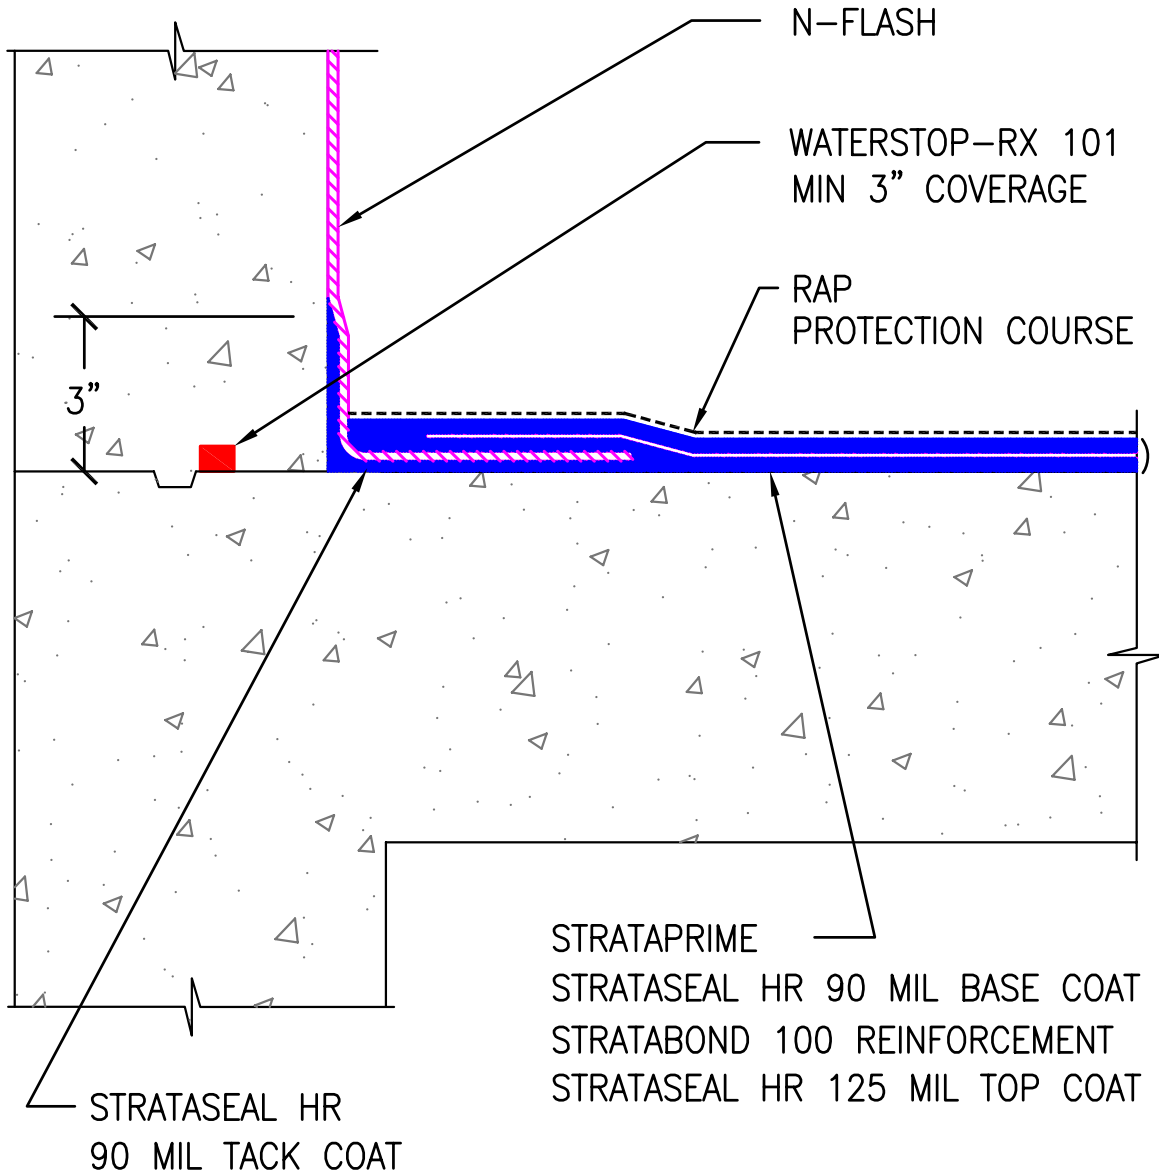 N-FLASH
WATERSTOP-RX 101
MIN 3" COVERAGE
RAP
PROTECTION COURSE
3"
STRATAPRIME
STRATASEAL HR 90 MIL BASE COAT
STRATABOND 100 REINFORCEMENT
STRATASEAL HR 125 MIL TOP COAT
STRATASEAL HR
90 MIL TACK COAT